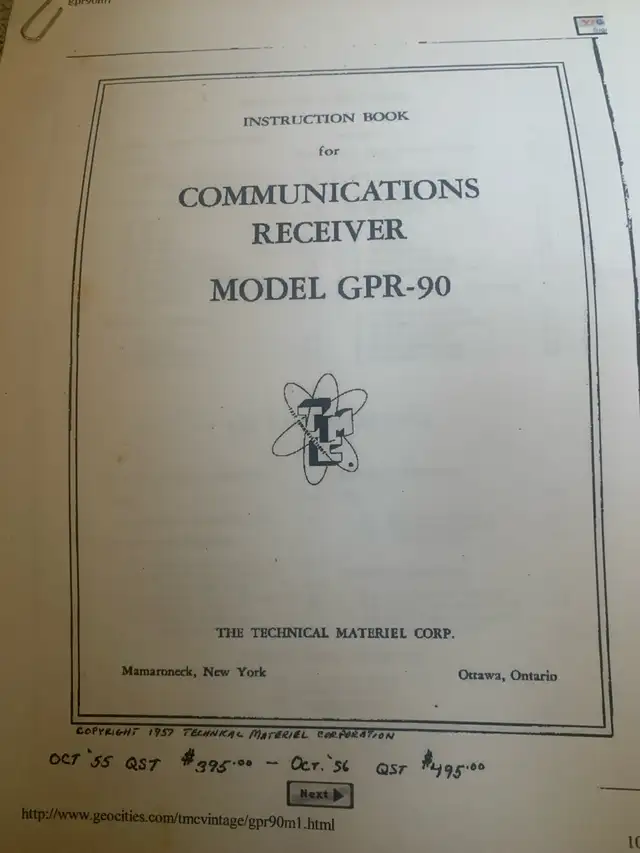 gpr90m1
INSTRUCTION BOOK
for
COMMUNICATIONS
RECEIVER
MODEL GPR-90
TMC
THE TECHNICAL MATERIEL CORP.
Mamaroneck, New York Ottawa, Ontario
COPYRIGHT 1957 TECHNICAL MATERIEL CORPORATION
OCT '55 QST $395.00 — OCT. '56 QST $495.00
Next
http://www.geocities.com/tmcvintage/gpr90m1.html